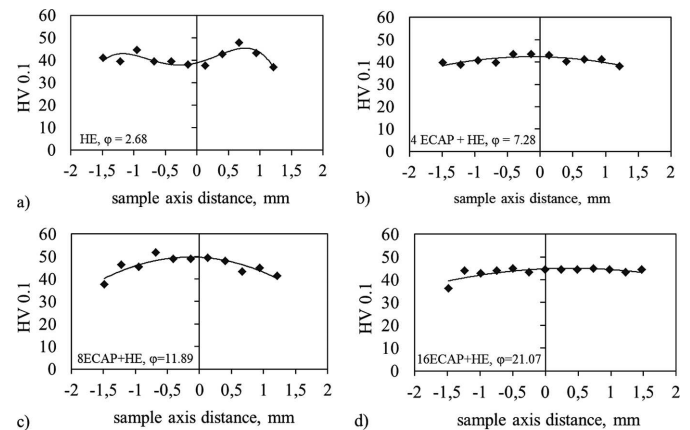 60
50
40
30
20
10
0
HV 0.1
HE, φ = 2.68
-2 -1,5 -1 -0,5 0 0,5 1 1,5 2
a) sample axis distance, mm
60
50
40
30
20
10
0
HV 0.1
4 ECAP + HE, φ = 7.28
-2 -1,5 -1 -0,5 0 0,5 1 1,5 2
b) sample axis distance, mm
60
50
40
30
20
10
0
HV 0.1
8ECAP+HE, φ=11.89
-2 -1,5 -1 -0,5 0 0,5 1 1,5 2
c) sample axis distance, mm
60
50
40
30
20
10
0
HV 0.1
16ECAP+HE, φ=21.07
-2 -1,5 -1 -0,5 0 0,5 1 1,5 2
d) sample axis distance, mm